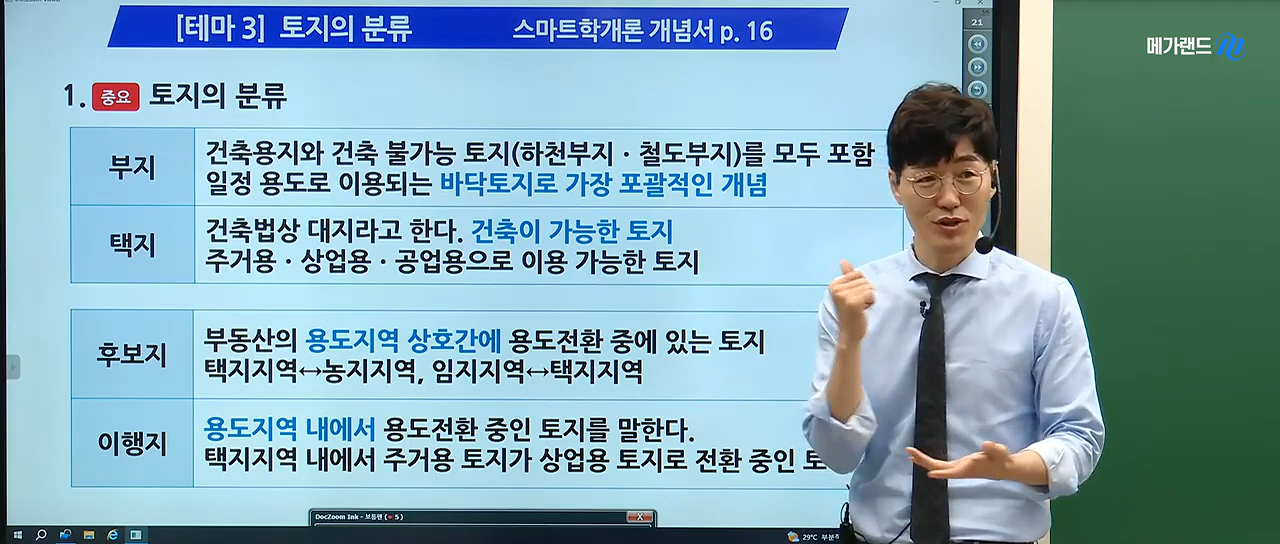 [테마 3] 토지의 분류 스마트학개론 개념서 p. 16
21
메가랜드
1. 중요 토지의 분류
부지
건축용지와 건축 불가능 토지(하천부지 · 철도부지)를 모두 포함
일정 용도로 이용되는 바닥토지로 가장 포괄적인 개념
택지
건축법상 대지라고 한다. 건축이 가능한 토지
주거용 · 상업용 · 공업용으로 이용 가능한 토지
후보지
부동산의 용도지역 상호간에 용도전환 중에 있는 토지
택지지역↔농지지역, 임지지역↔택지지역
이행지
용도지역 내에서 용도전환 중인 토지를 말한다.
택지지역 내에서 주거용 토지가 상업용 토지로 전환 중인
DocZoom Ink - 보통펜 ( 5 )
29℃